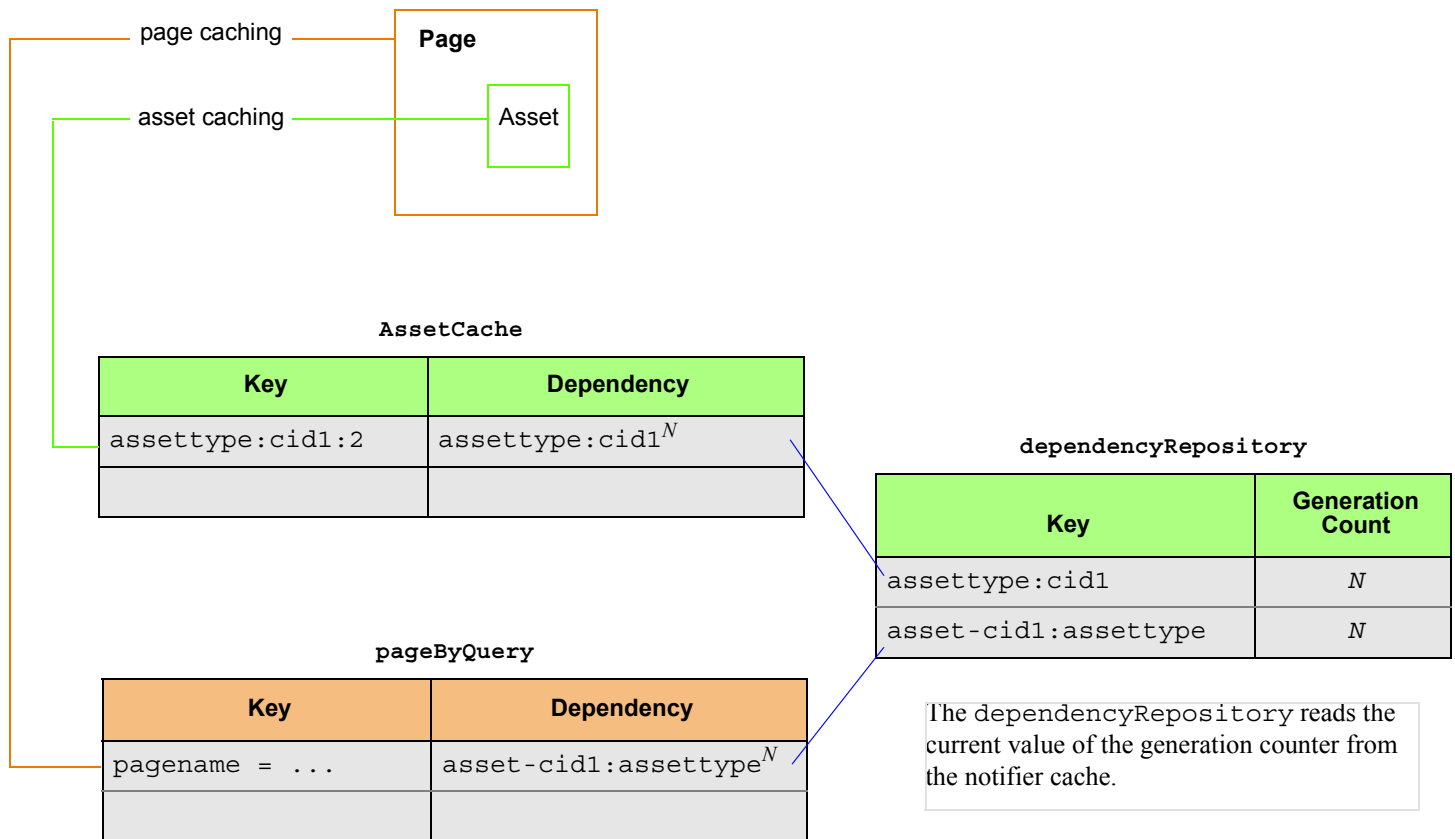 page caching
Page
asset caching
Asset
AssetCache
Key Dependency
assettype:cid1:2 assettype:cid1N
dependencyRepository
Key Generation Count
assettype:cid1 N
asset-cid1:assettype N
pageByQuery
Key Dependency
pagename = ... asset-cid1:assettypeN
The dependencyRepository reads the
current value of the generation counter from
the notifier cache.